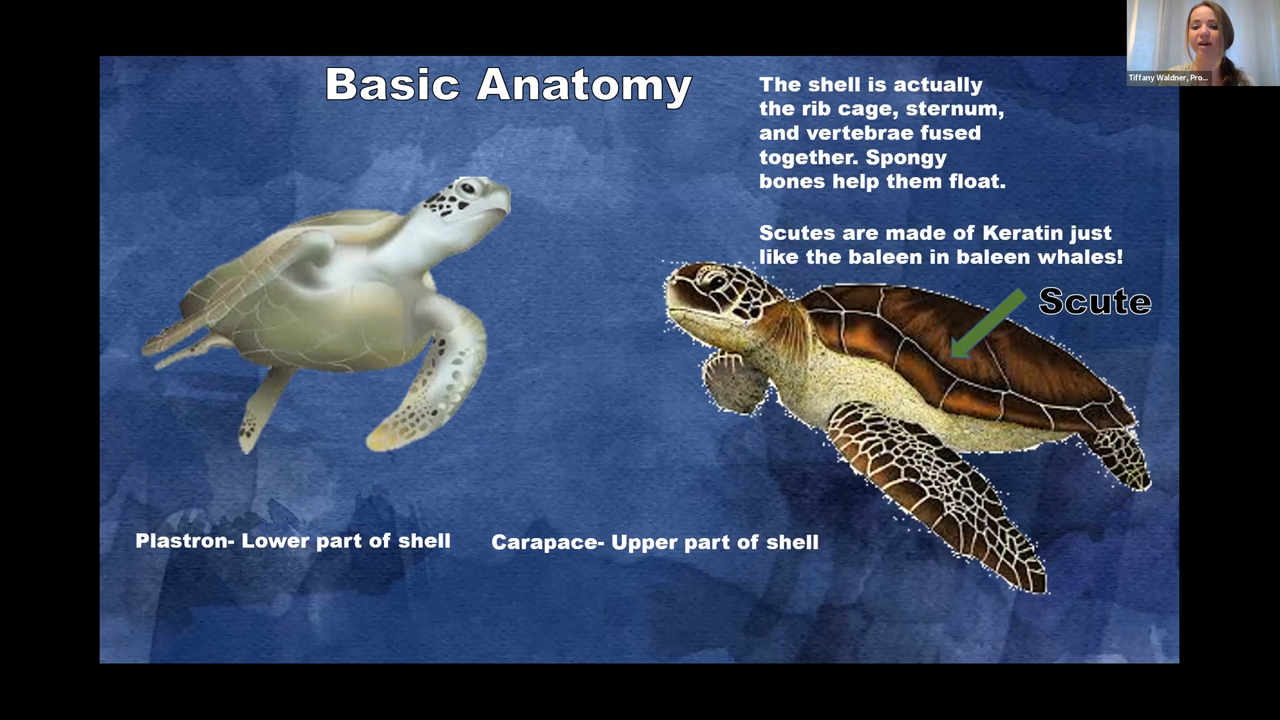 Basic Anatomy
The shell is actually
the rib cage, sternum,
and vertebrae fused
together. Spongy
bones help them float.
Scutes are made of Keratin just
like the baleen in baleen whales!
Scute
Plastron- Lower part of shell
Carapace- Upper part of shell
Tiffany Waldner, Pro...